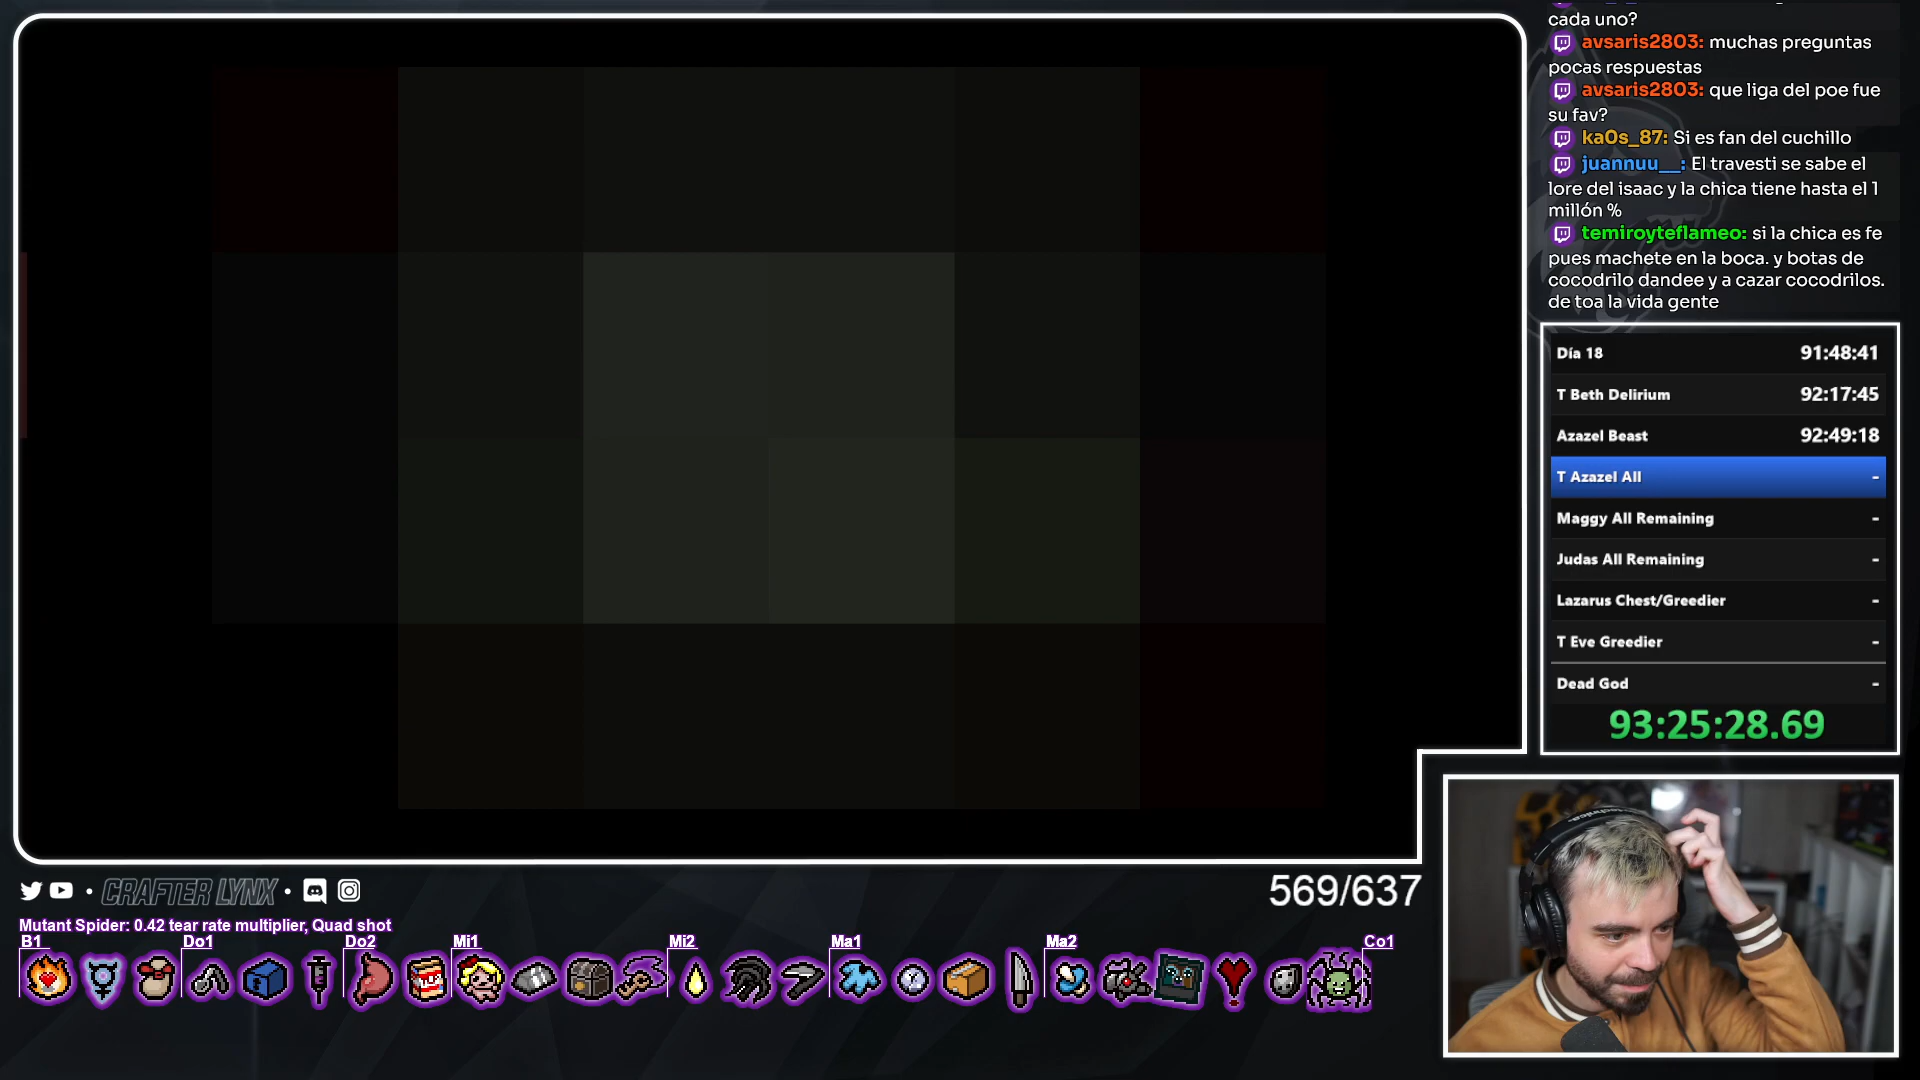 cada uno?
avsaris2803: muchas preguntas
pocas respuestas
avsaris2803: que liga del poe fue
su fav?
ka0s_87: Si es fan del cuchillo
juannuu__: El travesti se sabe el
lore del isaac y la chica tiene hasta el 1
millón %
temiroyteflameo: si la chica es fe
pues machete en la boca. y botas de
cocodrilo dandee y a cazar cocodrilos.
de toa la vida gente
Día 18 91:48:41
T Beth Delirium 92:17:45
Azazel Beast 92:49:18
T Azazel All -
Maggy All Remaining -
Judas All Remaining -
Lazarus Chest/Greedier -
T Eve Greedier -
Dead God -
93:25:28.69
• CRAFTER LYNX •
569/637
Mutant Spider: 0.42 tear rate multiplier, Quad shot
B1 Do1 Do2 Mi1 Mi2 Ma1 Ma2 Co1